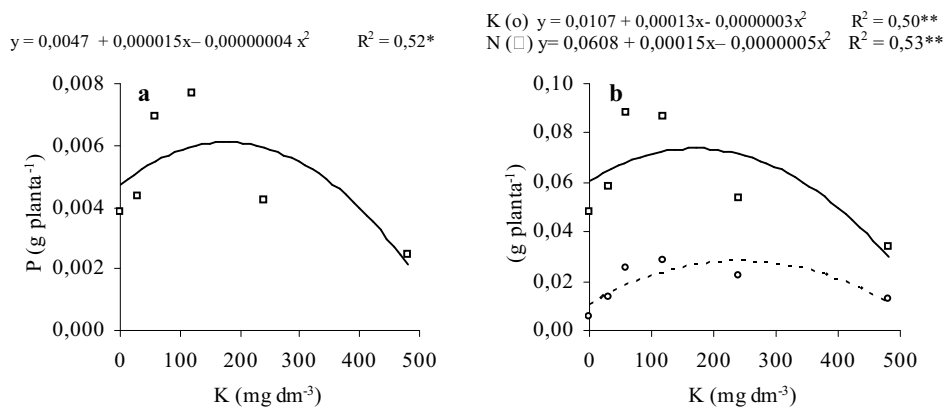 K (o) y = 0,0107 + 0,00013x- 0,0000003x² R² = 0,50**
y = 0,0047 + 0,000015x– 0,00000004 x² R² = 0,52*
N (□) y= 0,0608 + 0,00015x– 0,0000005x² R² = 0,53**
a
0,008
0,006
0,004
0,002
0,000
P (g planta⁻¹)
0 100 200 300 400 500
K (mg dm⁻³)
b
0,10
0,08
0,06
0,04
0,02
0,00
(g planta⁻¹)
0 100 200 300 400 500
K (mg dm⁻³)